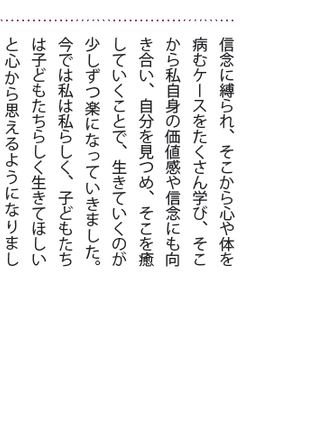 信念に縛られ、そこから心や体を
病むケースをたくさん学び、そこ
から私自身の価値感や信念にも向
き合い、自分を見つめ、そこを癒
していくことで、生きていくのが
少しずつ楽になっていきました。
今では私は私らしく、子どもたち
は子どもたちらしく生きてほしい
と心から思えるようになりまし